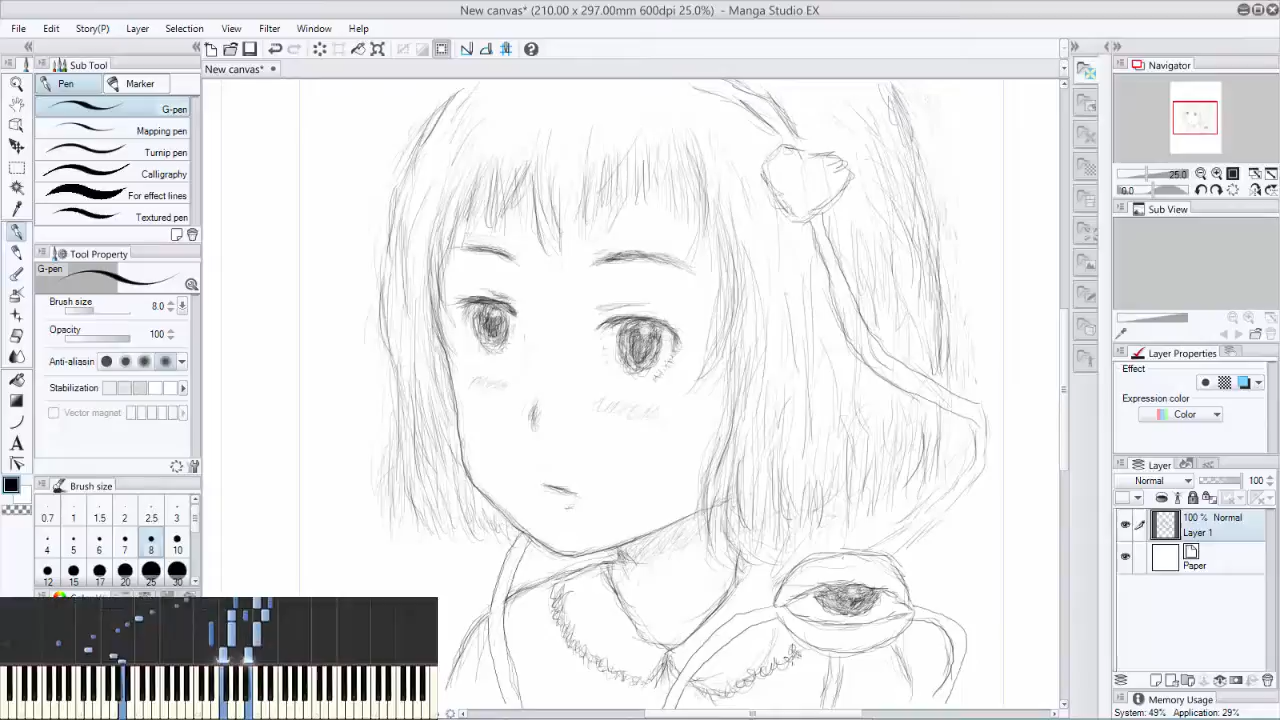 New canvas* (210.00 x 297.00mm 600dpi 25.0%) - Manga Studio EX
File Edit Story(P) Layer Selection View Filter Window Help
Sub Tool
New canvas*
Navigator
Pen Marker
G-pen
Mapping pen
Turnip pen
Calligraphy
For effect lines
Textured pen
25.0
0.0
Sub View
Tool Property
G-pen
Brush size 8.0
Opacity 100
Anti-aliasin
Stabilization
Vector magnet
Layer Properties
Effect
Expression color
Color
Layer
Normal 100
Brush size
0.7 1 1.5 2 2.5 3
4 5 6 7 8 10
12 15 17 20 25 30
100 % Normal
Layer 1
Paper
Memory Usage
System: 49% Application: 29%